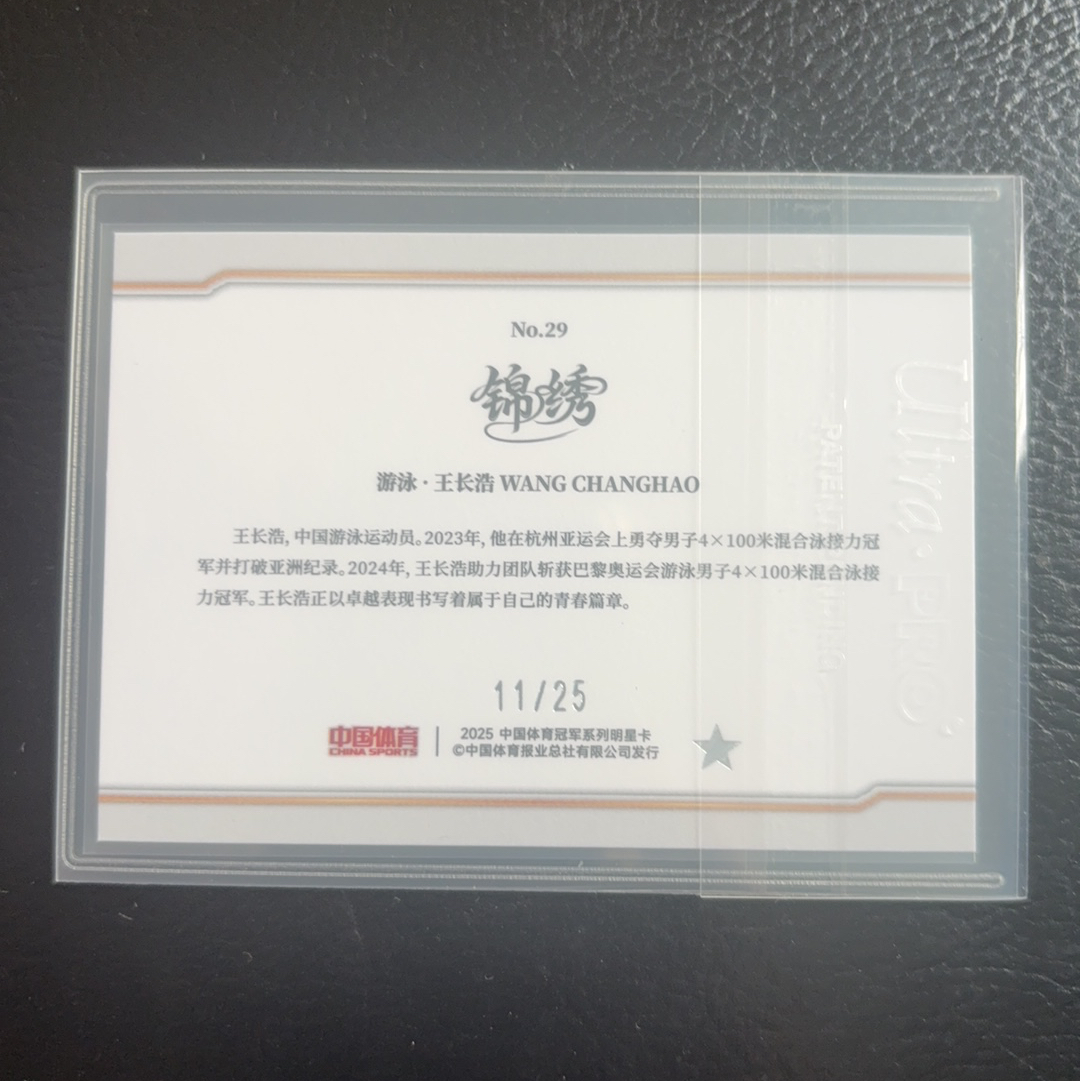 No.29
锦绣
游泳·王长浩 WANG CHANGHAO
王长浩, 中国游泳运动员。2023年, 他在杭州亚运会上勇夺男子4×100米混合泳接力冠
军并打破亚洲纪录。2024年, 王长浩助力团队斩获巴黎奥运会游泳男子4×100米混合泳接
力冠军。王长浩正以卓越表现书写着属于自己的青春篇章。
11/25
中国体育
CHINA SPORTS
2025 中国体育冠军系列明星卡
©中国体育报业总社有限公司发行
Ultra·PRO